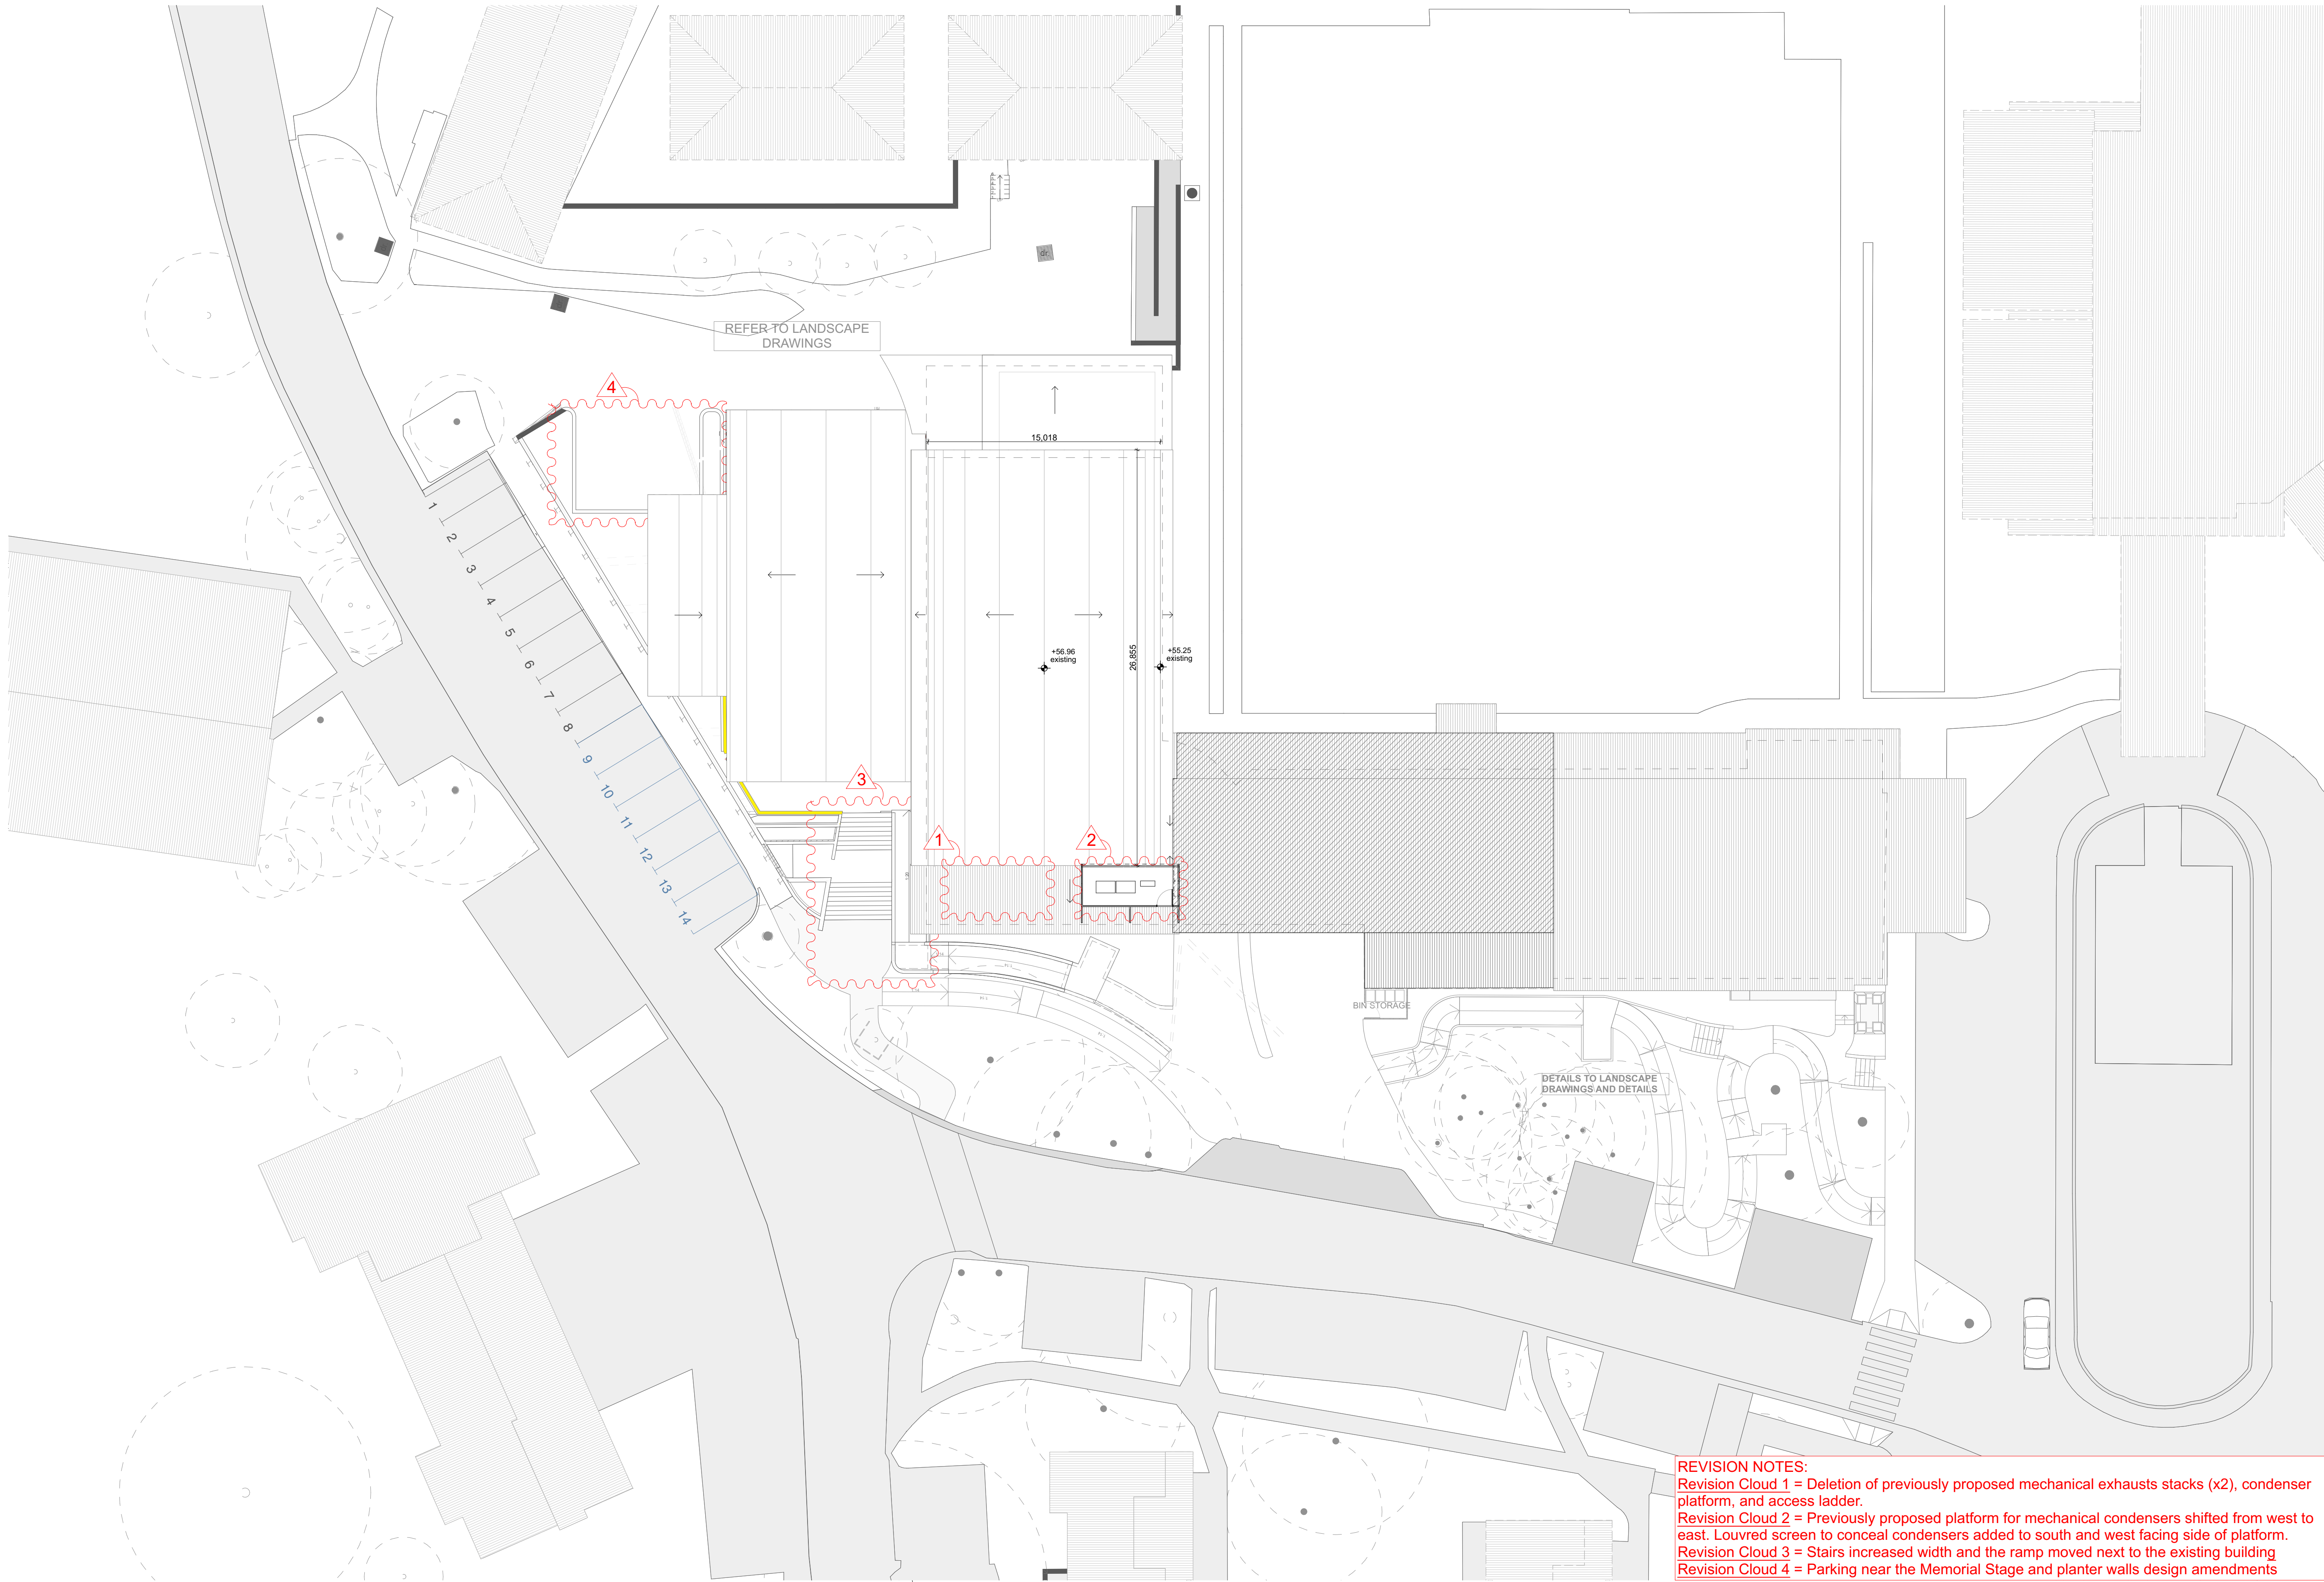 4
REFER TO LANDSCAPE
DRAWINGS
dr.
15,018
1
2
3
4
5
6
7
8
9
10
11
12
13
14
+56.96
existing
+55.25
existing
26,855
3
1
2
BIN STORAGE
DETAILS TO LANDSCAPE
DRAWINGS AND DETAILS
REVISION NOTES:
Revision Cloud 1 = Deletion of previously proposed mechanical exhausts stacks (x2), condenser
platform, and access ladder.
Revision Cloud 2 = Previously proposed platform for mechanical condensers shifted from west to
east. Louvred screen to conceal condensers added to south and west facing side of platform.
Revision Cloud 3 = Stairs increased width and the ramp moved next to the existing building
Revision Cloud 4 = Parking near the Memorial Stage and planter walls design amendments